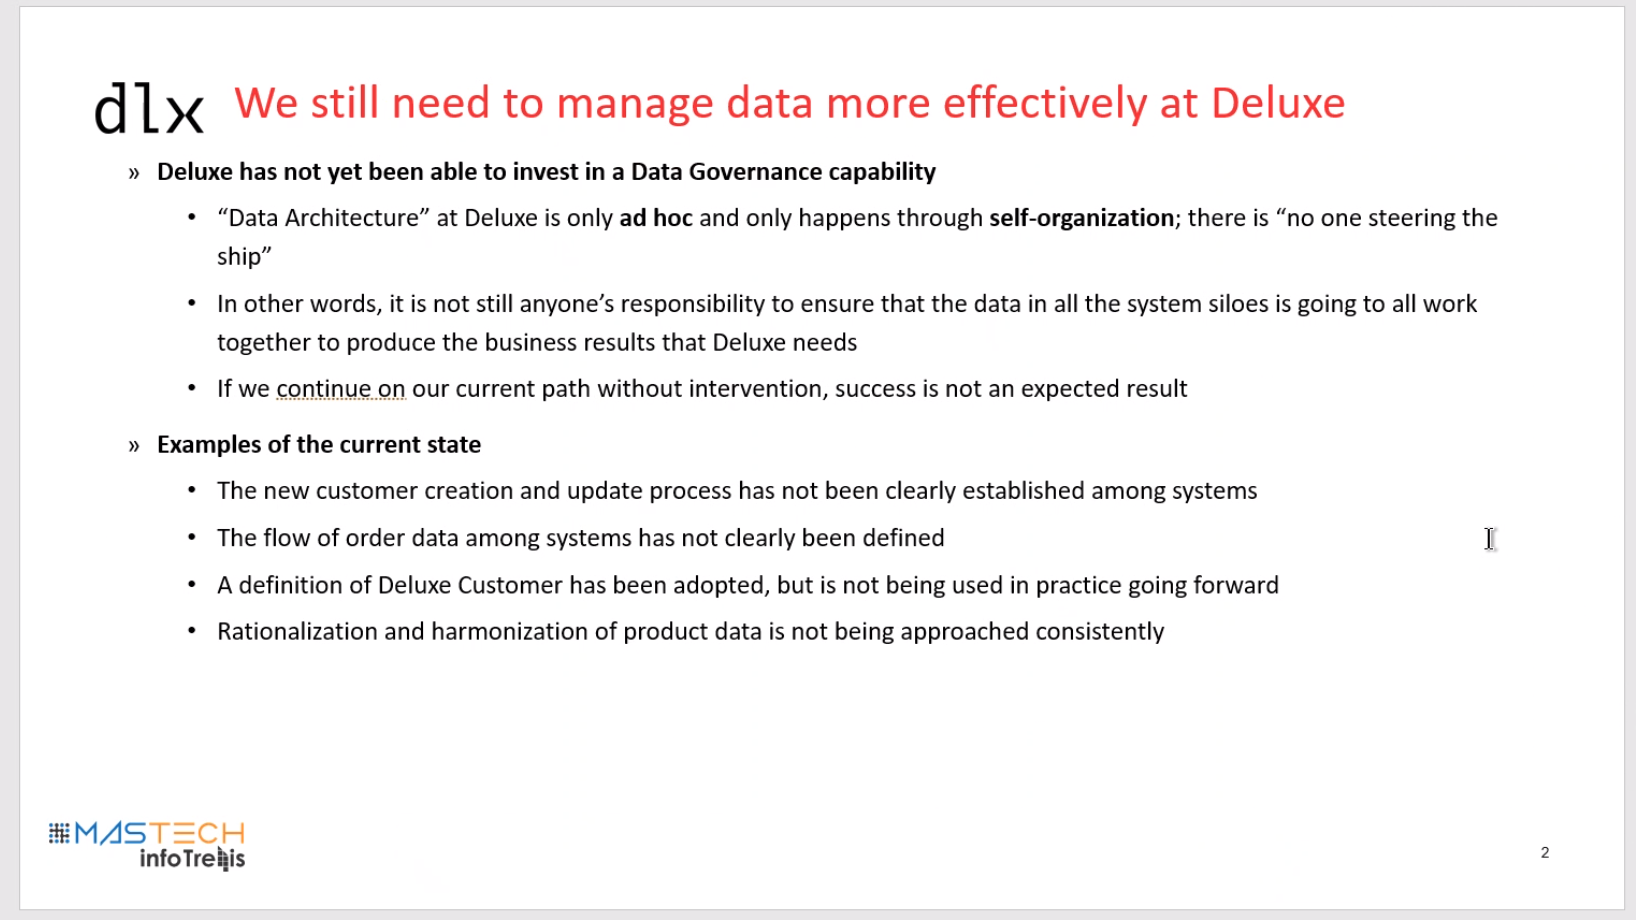 dlx We still need to manage data more effectively at Deluxe
» Deluxe has not yet been able to invest in a Data Governance capability
• “Data Architecture” at Deluxe is only ad hoc and only happens through self-organization; there is “no one steering the
ship”
• In other words, it is not still anyone’s responsibility to ensure that the data in all the system siloes is going to all work
together to produce the business results that Deluxe needs
• If we continue on our current path without intervention, success is not an expected result
» Examples of the current state
• The new customer creation and update process has not been clearly established among systems
• The flow of order data among systems has not clearly been defined
• A definition of Deluxe Customer has been adopted, but is not being used in practice going forward
• Rationalization and harmonization of product data is not being approached consistently
MASTECH
infoTrellis
2